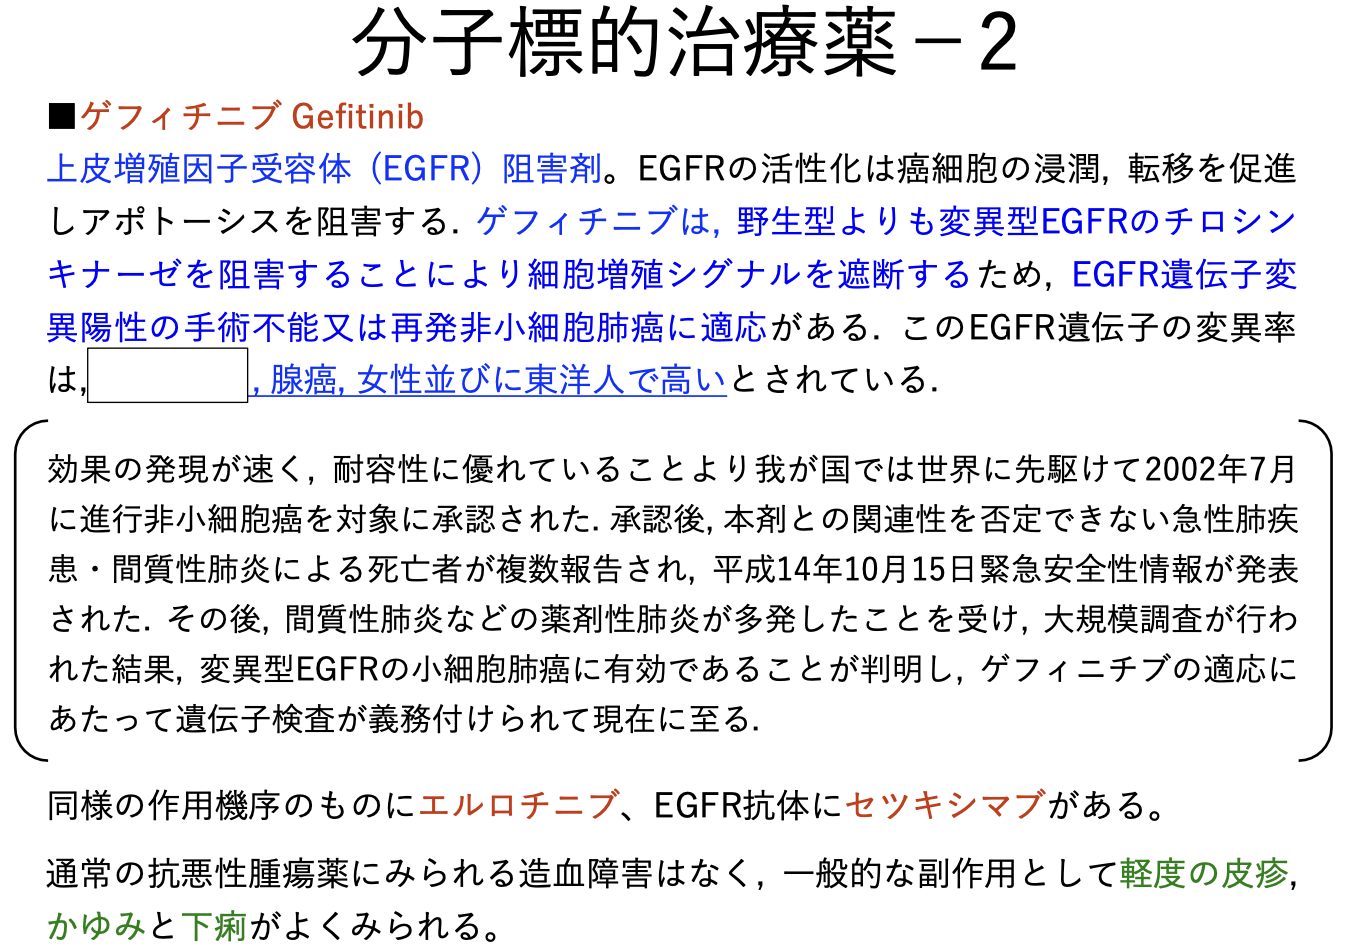 分子標的治療薬－2
■ゲフィチニブ Gefitinib
上皮増殖因子受容体（EGFR）阻害剤。EGFRの活性化は癌細胞の浸潤, 転移を促進
しアポトーシスを阻害する. ゲフィチニブは, 野生型よりも変異型EGFRのチロシン
キナーゼを阻害することにより細胞増殖シグナルを遮断するため, EGFR遺伝子変
異陽性の手術不能又は再発非小細胞肺癌に適応がある. このEGFR遺伝子の変異率
は, , 腺癌, 女性並びに東洋人で高いとされている.
効果の発現が速く, 耐容性に優れていることより我が国では世界に先駆けて2002年7月
に進行非小細胞癌を対象に承認された. 承認後, 本剤との関連性を否定できない急性肺疾
患・間質性肺炎による死亡者が複数報告され, 平成14年10月15日緊急安全性情報が発表
された. その後, 間質性肺炎などの薬剤性肺炎が多発したことを受け, 大規模調査が行わ
れた結果, 変異型EGFRの小細胞肺癌に有効であることが判明し, ゲフィニチブの適応に
あたって遺伝子検査が義務付けられて現在に至る.
同様の作用機序のものにエルロチニブ、EGFR抗体にセツキシマブがある。
通常の抗悪性腫瘍薬にみられる造血障害はなく, 一般的な副作用として軽度の皮疹,
かゆみと下痢がよくみられる。